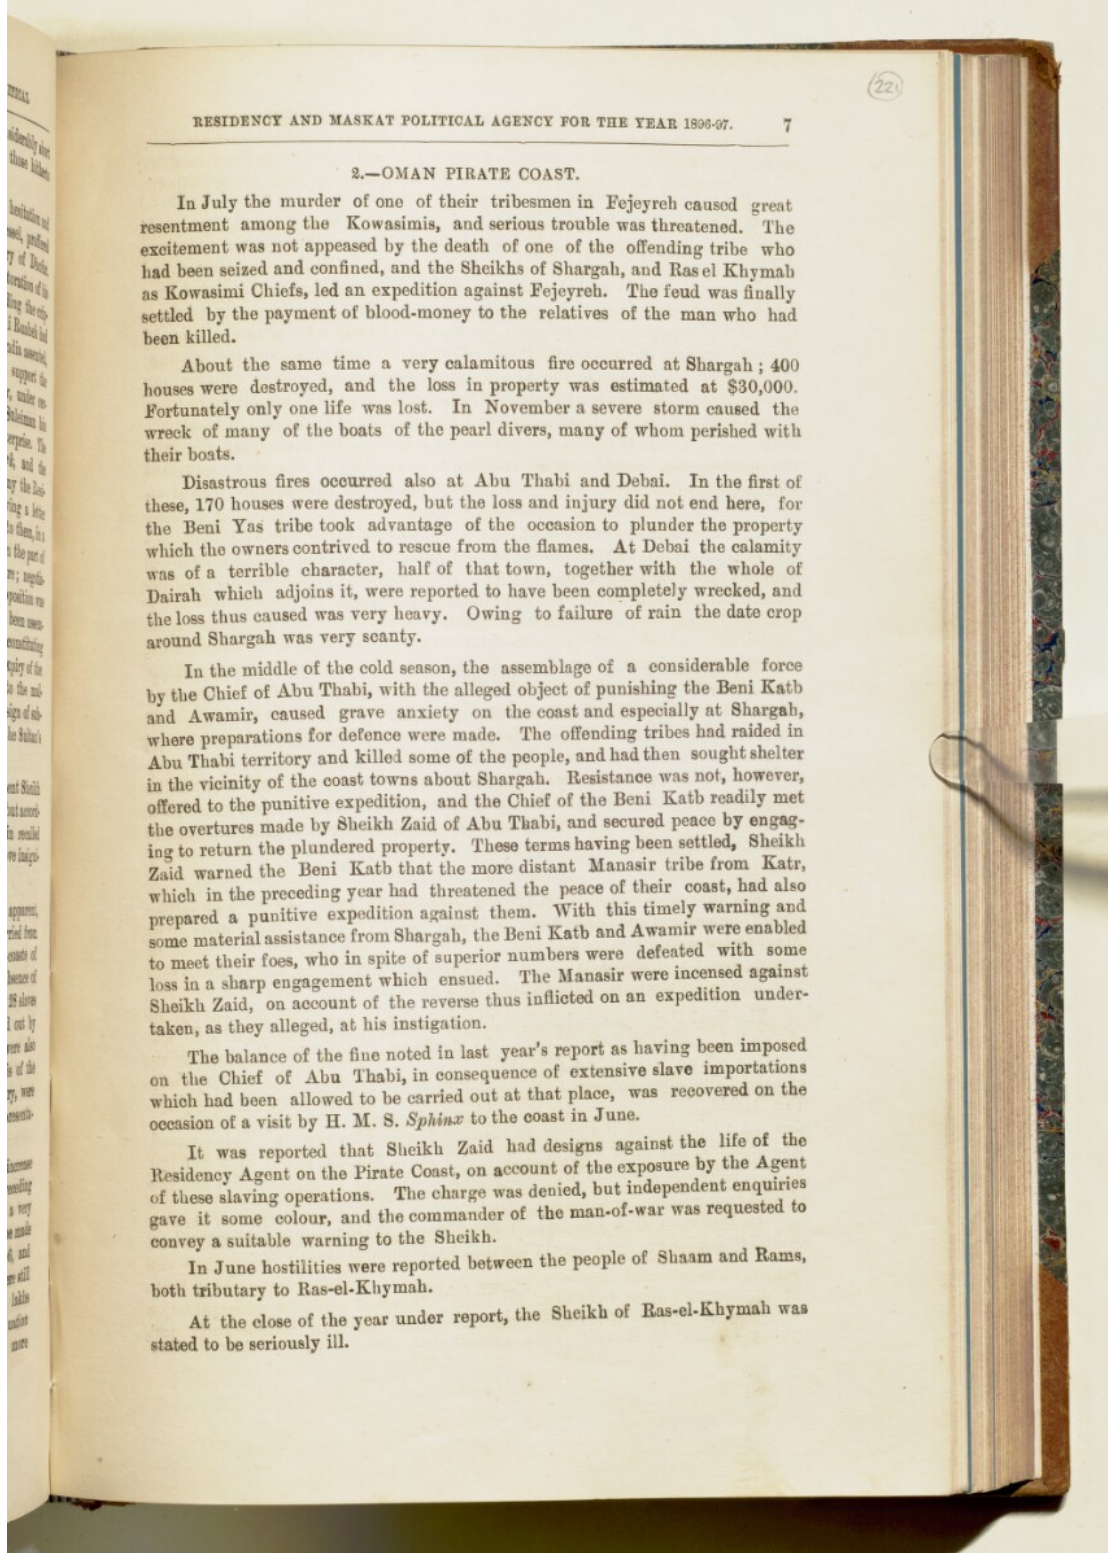 221
RESIDENCY AND MASKAT POLITICAL AGENCY FOR THE YEAR 1896-97. 7
2.—OMAN PIRATE COAST.
In July the murder of one of their tribesmen in Fejeyreh caused great
resentment among the Kowasimis, and serious trouble was threatened. The
excitement was not appeased by the death of one of the offending tribe who
had been seized and confined, and the Sheikhs of Shargah, and Ras el Khymah
as Kowasimi Chiefs, led an expedition against Fejeyreh. The feud was finally
settled by the payment of blood-money to the relatives of the man who had
been killed.
About the same time a very calamitous fire occurred at Shargah; 400
houses were destroyed, and the loss in property was estimated at $30,000.
Fortunately only one life was lost. In November a severe storm caused the
wreck of many of the boats of the pearl divers, many of whom perished with
their boats.
Disastrous fires occurred also at Abu Thabi and Debai. In the first of
these, 170 houses were destroyed, but the loss and injury did not end here, for
the Beni Yas tribe took advantage of the occasion to plunder the property
which the owners contrived to rescue from the flames. At Debai the calamity
was of a terrible character, half of that town, together with the whole of
Dairah which adjoins it, were reported to have been completely wrecked, and
the loss thus caused was very heavy. Owing to failure of rain the date crop
around Shargah was very scanty.
In the middle of the cold season, the assemblage of a considerable force
by the Chief of Abu Thabi, with the alleged object of punishing the Beni Katb
and Awamir, caused grave anxiety on the coast and especially at Shargah,
where preparations for defence were made. The offending tribes had raided in
Abu Thabi territory and killed some of the people, and had then sought shelter
in the vicinity of the coast towns about Shargah. Resistance was not, however,
offered to the punitive expedition, and the Chief of the Beni Katb readily met
the overtures made by Sheikh Zaid of Abu Thabi, and secured peace by engag-
ing to return the plundered property. These terms having been settled, Sheikh
Zaid warned the Beni Katb that the more distant Manasir tribe from Katr,
which in the preceding year had threatened the peace of their coast, had also
prepared a punitive expedition against them. With this timely warning and
some material assistance from Shargah, the Beni Katb and Awamir were enabled
to meet their foes, who in spite of superior numbers were defeated with some
loss in a sharp engagement which ensued. The Manasir were incensed against
Sheikh Zaid, on account of the reverse thus inflicted on an expedition under-
taken, as they alleged, at his instigation.
The balance of the fine noted in last year's report as having been imposed
on the Chief of Abu Thabi, in consequence of extensive slave importations
which had been allowed to be carried out at that place, was recovered on the
occasion of a visit by H. M. S. Sphinx to the coast in June.
It was reported that Sheikh Zaid had designs against the life of the
Residency Agent on the Pirate Coast, on account of the exposure by the Agent
of these slaving operations. The charge was denied, but independent enquiries
gave it some colour, and the commander of the man-of-war was requested to
convey a suitable warning to the Sheikh.
In June hostilities were reported between the people of Shaam and Rams,
both tributary to Ras-el-Khymah.
At the close of the year under report, the Sheikh of Ras-el-Khymah was
stated to be seriously ill.